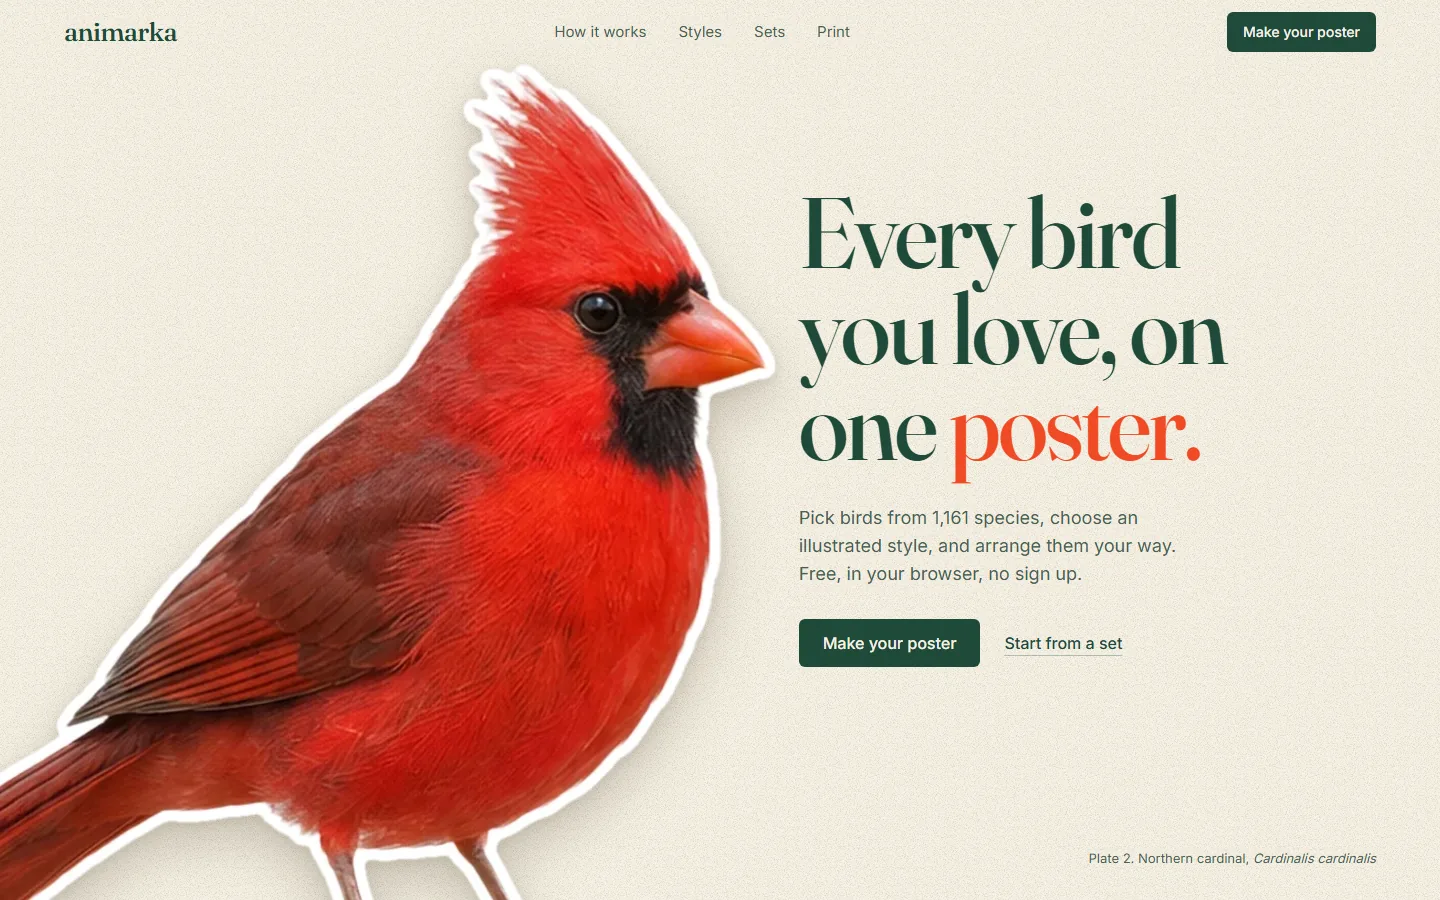 animarka
How it works
Styles
Sets
Print
Make your poster
Every bird
you love, on
one poster.
Pick birds from 1,161 species, choose an
illustrated style, and arrange them your way.
Free, in your browser, no sign up.
Make your poster
Start from a set
Plate 2. Northern cardinal, Cardinalis cardinalis